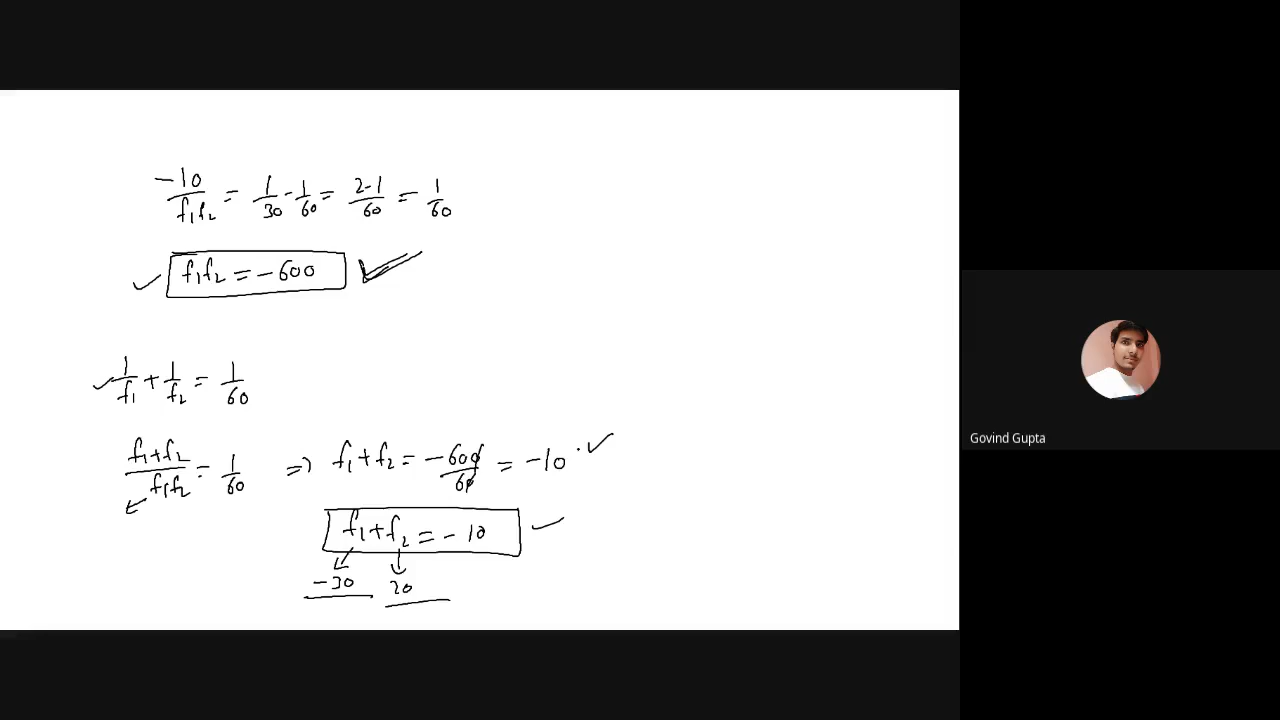 -10/f₁f₂ = 1/30 - 1/60 = 2-1/60 = 1/60
f₁f₂ = -600
1/f₁ + 1/f₂ = 1/60
f₁+f₂/f₁f₂ = 1/60 => f₁+f₂ = -600/60 = -10
f₁+f₂ = -10
-30 20
Govind Gupta